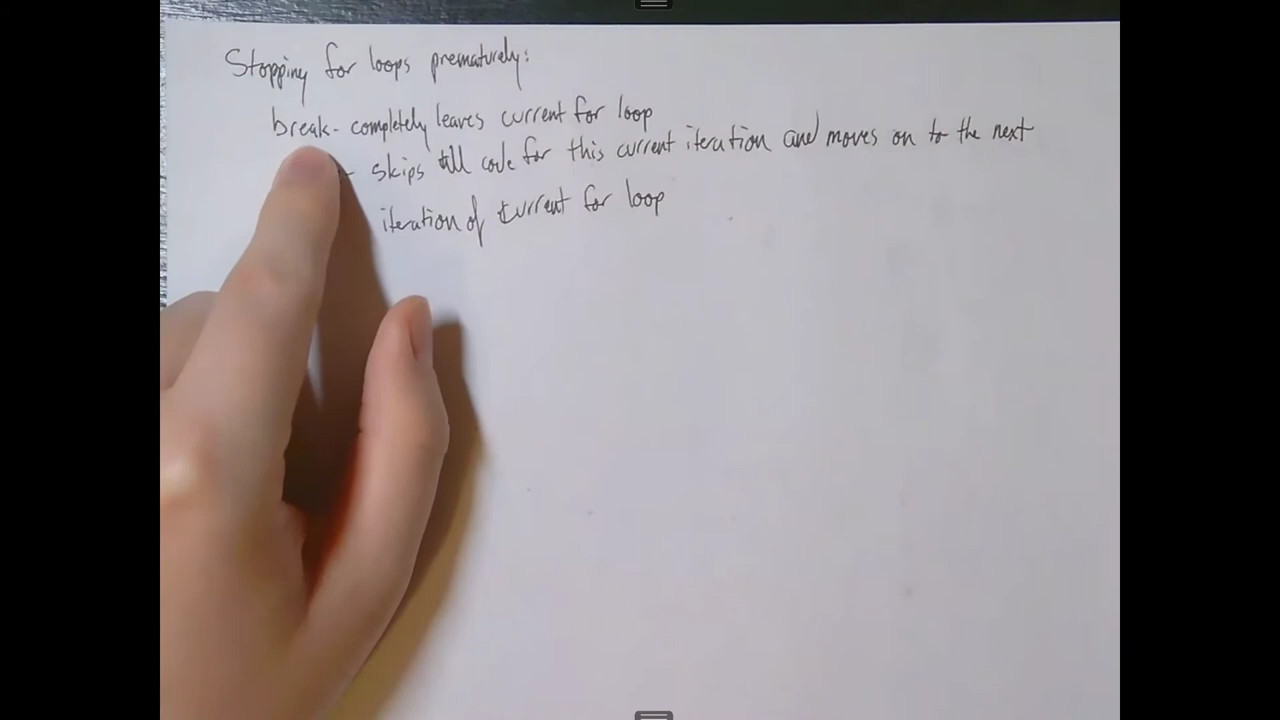 Stopping for loops prematurely:
break - completely leaves current for loop
- skips all code for this current iteration and moves on to the next
iteration of current for loop